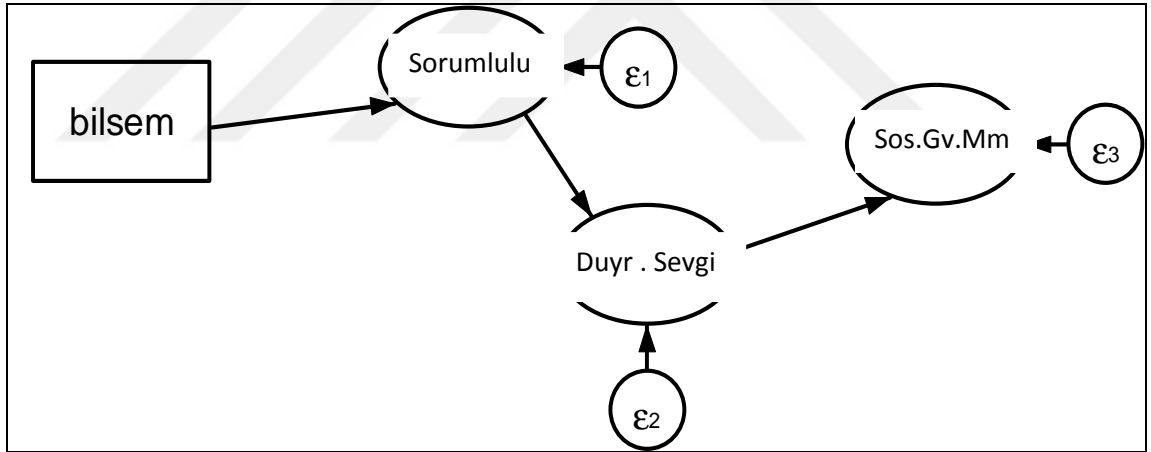 bilsem
Sorumlulu
ε1
Sos.Gv.Mm
ε3
Duyr . Sevgi
ε2